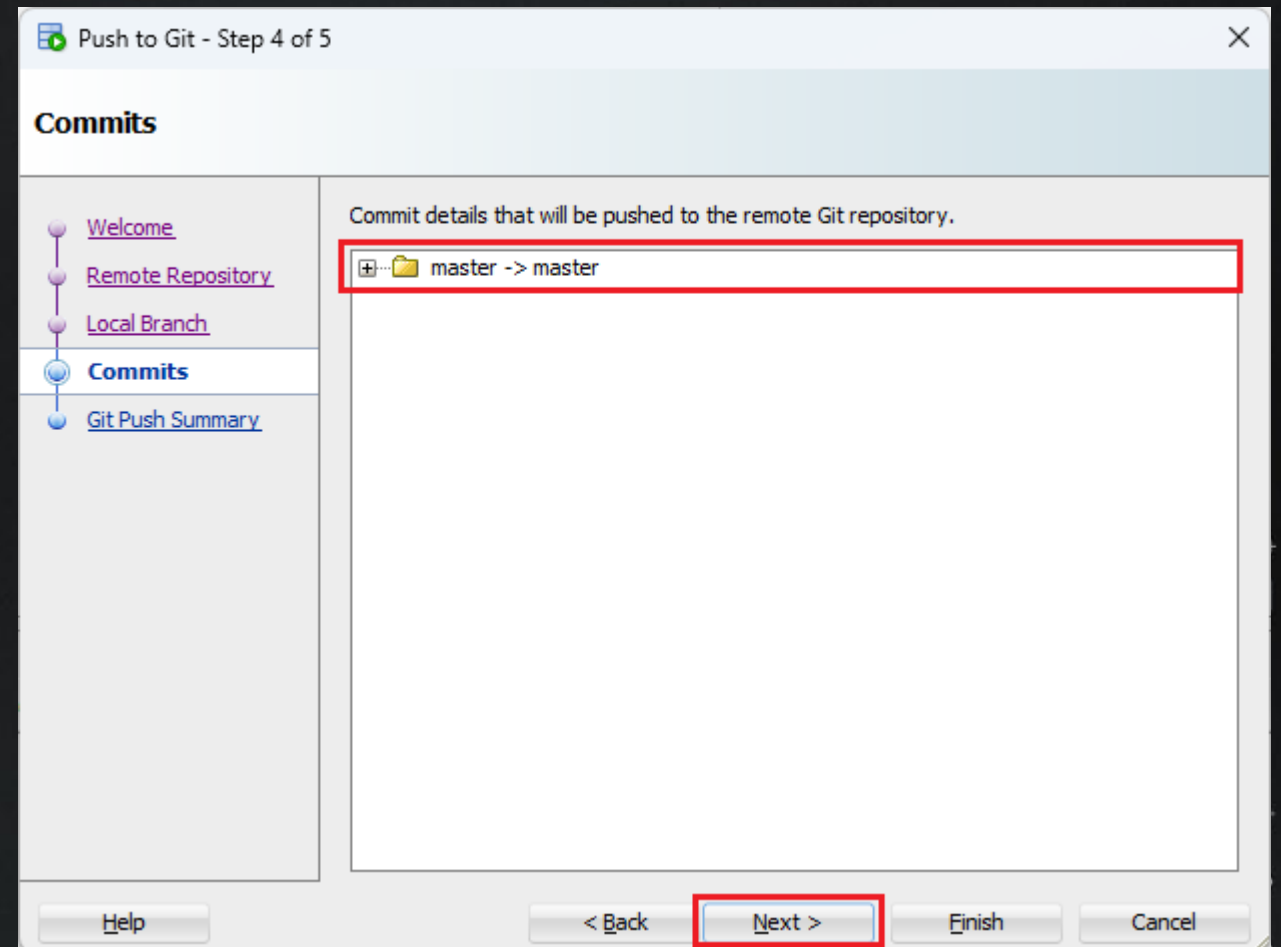 Push to Git - Step 4 of 5
Commits
Welcome
Remote Repository
Local Branch
Commits
Git Push Summary
Commit details that will be pushed to the remote Git repository.
master -> master
Help
< Back
Next >
Finish
Cancel